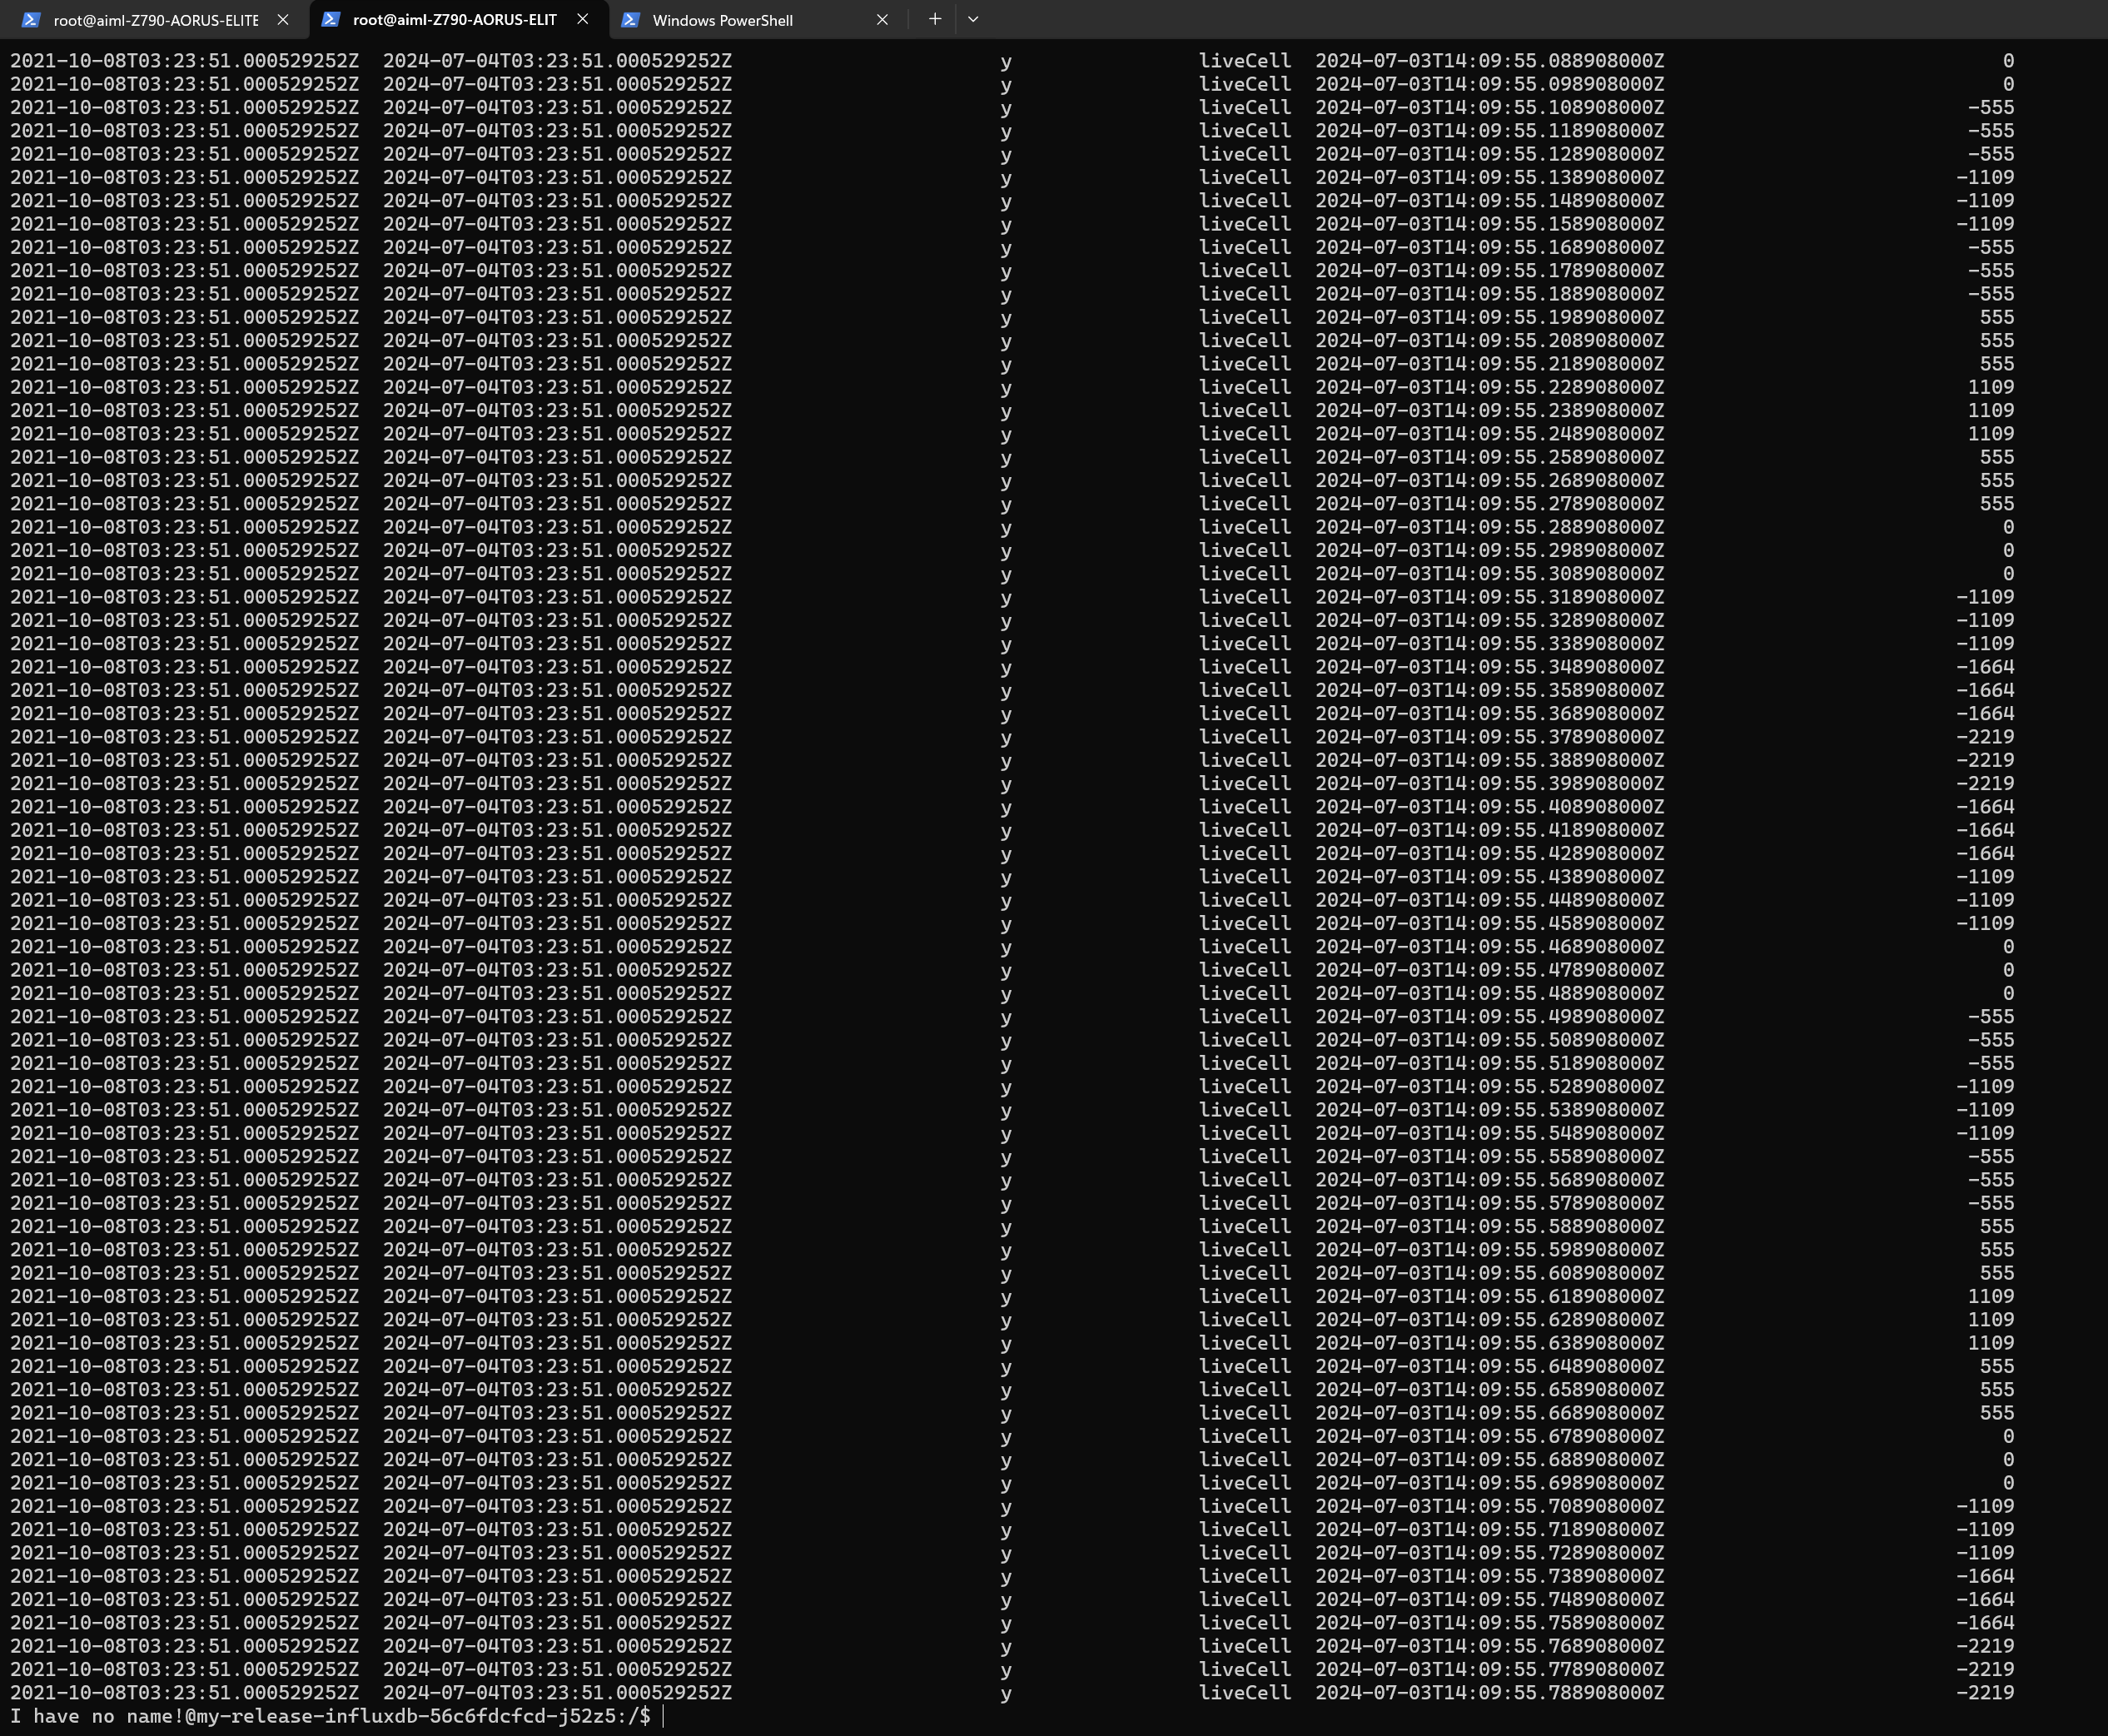 root@aiml-Z790-AORUS-ELITE root@aiml-Z790-AORUS-ELIT Windows PowerShell
2021-10-08T03:23:51.000529252Z 2024-07-04T03:23:51.000529252Z y liveCell 2024-07-03T14:09:55.088908000Z 0
2021-10-08T03:23:51.000529252Z 2024-07-04T03:23:51.000529252Z y liveCell 2024-07-03T14:09:55.098908000Z 0
2021-10-08T03:23:51.000529252Z 2024-07-04T03:23:51.000529252Z y liveCell 2024-07-03T14:09:55.108908000Z -555
2021-10-08T03:23:51.000529252Z 2024-07-04T03:23:51.000529252Z y liveCell 2024-07-03T14:09:55.118908000Z -555
2021-10-08T03:23:51.000529252Z 2024-07-04T03:23:51.000529252Z y liveCell 2024-07-03T14:09:55.128908000Z -555
2021-10-08T03:23:51.000529252Z 2024-07-04T03:23:51.000529252Z y liveCell 2024-07-03T14:09:55.138908000Z -1109
2021-10-08T03:23:51.000529252Z 2024-07-04T03:23:51.000529252Z y liveCell 2024-07-03T14:09:55.148908000Z -1109
2021-10-08T03:23:51.000529252Z 2024-07-04T03:23:51.000529252Z y liveCell 2024-07-03T14:09:55.158908000Z -1109
2021-10-08T03:23:51.000529252Z 2024-07-04T03:23:51.000529252Z y liveCell 2024-07-03T14:09:55.168908000Z -555
2021-10-08T03:23:51.000529252Z 2024-07-04T03:23:51.000529252Z y liveCell 2024-07-03T14:09:55.178908000Z -555
2021-10-08T03:23:51.000529252Z 2024-07-04T03:23:51.000529252Z y liveCell 2024-07-03T14:09:55.188908000Z -555
2021-10-08T03:23:51.000529252Z 2024-07-04T03:23:51.000529252Z y liveCell 2024-07-03T14:09:55.198908000Z 555
2021-10-08T03:23:51.000529252Z 2024-07-04T03:23:51.000529252Z y liveCell 2024-07-03T14:09:55.208908000Z 555
2021-10-08T03:23:51.000529252Z 2024-07-04T03:23:51.000529252Z y liveCell 2024-07-03T14:09:55.218908000Z 555
2021-10-08T03:23:51.000529252Z 2024-07-04T03:23:51.000529252Z y liveCell 2024-07-03T14:09:55.228908000Z 1109
2021-10-08T03:23:51.000529252Z 2024-07-04T03:23:51.000529252Z y liveCell 2024-07-03T14:09:55.238908000Z 1109
2021-10-08T03:23:51.000529252Z 2024-07-04T03:23:51.000529252Z y liveCell 2024-07-03T14:09:55.248908000Z 1109
2021-10-08T03:23:51.000529252Z 2024-07-04T03:23:51.000529252Z y liveCell 2024-07-03T14:09:55.258908000Z 555
2021-10-08T03:23:51.000529252Z 2024-07-04T03:23:51.000529252Z y liveCell 2024-07-03T14:09:55.268908000Z 555
2021-10-08T03:23:51.000529252Z 2024-07-04T03:23:51.000529252Z y liveCell 2024-07-03T14:09:55.278908000Z 555
2021-10-08T03:23:51.000529252Z 2024-07-04T03:23:51.000529252Z y liveCell 2024-07-03T14:09:55.288908000Z 0
2021-10-08T03:23:51.000529252Z 2024-07-04T03:23:51.000529252Z y liveCell 2024-07-03T14:09:55.298908000Z 0
2021-10-08T03:23:51.000529252Z 2024-07-04T03:23:51.000529252Z y liveCell 2024-07-03T14:09:55.308908000Z 0
2021-10-08T03:23:51.000529252Z 2024-07-04T03:23:51.000529252Z y liveCell 2024-07-03T14:09:55.318908000Z -1109
2021-10-08T03:23:51.000529252Z 2024-07-04T03:23:51.000529252Z y liveCell 2024-07-03T14:09:55.328908000Z -1109
2021-10-08T03:23:51.000529252Z 2024-07-04T03:23:51.000529252Z y liveCell 2024-07-03T14:09:55.338908000Z -1109
2021-10-08T03:23:51.000529252Z 2024-07-04T03:23:51.000529252Z y liveCell 2024-07-03T14:09:55.348908000Z -1664
2021-10-08T03:23:51.000529252Z 2024-07-04T03:23:51.000529252Z y liveCell 2024-07-03T14:09:55.358908000Z -1664
2021-10-08T03:23:51.000529252Z 2024-07-04T03:23:51.000529252Z y liveCell 2024-07-03T14:09:55.368908000Z -1664
2021-10-08T03:23:51.000529252Z 2024-07-04T03:23:51.000529252Z y liveCell 2024-07-03T14:09:55.378908000Z -2219
2021-10-08T03:23:51.000529252Z 2024-07-04T03:23:51.000529252Z y liveCell 2024-07-03T14:09:55.388908000Z -2219
2021-10-08T03:23:51.000529252Z 2024-07-04T03:23:51.000529252Z y liveCell 2024-07-03T14:09:55.398908000Z -2219
2021-10-08T03:23:51.000529252Z 2024-07-04T03:23:51.000529252Z y liveCell 2024-07-03T14:09:55.408908000Z -1664
2021-10-08T03:23:51.000529252Z 2024-07-04T03:23:51.000529252Z y liveCell 2024-07-03T14:09:55.418908000Z -1664
2021-10-08T03:23:51.000529252Z 2024-07-04T03:23:51.000529252Z y liveCell 2024-07-03T14:09:55.428908000Z -1664
2021-10-08T03:23:51.000529252Z 2024-07-04T03:23:51.000529252Z y liveCell 2024-07-03T14:09:55.438908000Z -1109
2021-10-08T03:23:51.000529252Z 2024-07-04T03:23:51.000529252Z y liveCell 2024-07-03T14:09:55.448908000Z -1109
2021-10-08T03:23:51.000529252Z 2024-07-04T03:23:51.000529252Z y liveCell 2024-07-03T14:09:55.458908000Z -1109
2021-10-08T03:23:51.000529252Z 2024-07-04T03:23:51.000529252Z y liveCell 2024-07-03T14:09:55.468908000Z 0
2021-10-08T03:23:51.000529252Z 2024-07-04T03:23:51.000529252Z y liveCell 2024-07-03T14:09:55.478908000Z 0
2021-10-08T03:23:51.000529252Z 2024-07-04T03:23:51.000529252Z y liveCell 2024-07-03T14:09:55.488908000Z 0
2021-10-08T03:23:51.000529252Z 2024-07-04T03:23:51.000529252Z y liveCell 2024-07-03T14:09:55.498908000Z -555
2021-10-08T03:23:51.000529252Z 2024-07-04T03:23:51.000529252Z y liveCell 2024-07-03T14:09:55.508908000Z -555
2021-10-08T03:23:51.000529252Z 2024-07-04T03:23:51.000529252Z y liveCell 2024-07-03T14:09:55.518908000Z -555
2021-10-08T03:23:51.000529252Z 2024-07-04T03:23:51.000529252Z y liveCell 2024-07-03T14:09:55.528908000Z -1109
2021-10-08T03:23:51.000529252Z 2024-07-04T03:23:51.000529252Z y liveCell 2024-07-03T14:09:55.538908000Z -1109
2021-10-08T03:23:51.000529252Z 2024-07-04T03:23:51.000529252Z y liveCell 2024-07-03T14:09:55.548908000Z -1109
2021-10-08T03:23:51.000529252Z 2024-07-04T03:23:51.000529252Z y liveCell 2024-07-03T14:09:55.558908000Z -555
2021-10-08T03:23:51.000529252Z 2024-07-04T03:23:51.000529252Z y liveCell 2024-07-03T14:09:55.568908000Z -555
2021-10-08T03:23:51.000529252Z 2024-07-04T03:23:51.000529252Z y liveCell 2024-07-03T14:09:55.578908000Z -555
2021-10-08T03:23:51.000529252Z 2024-07-04T03:23:51.000529252Z y liveCell 2024-07-03T14:09:55.588908000Z 555
2021-10-08T03:23:51.000529252Z 2024-07-04T03:23:51.000529252Z y liveCell 2024-07-03T14:09:55.598908000Z 555
2021-10-08T03:23:51.000529252Z 2024-07-04T03:23:51.000529252Z y liveCell 2024-07-03T14:09:55.608908000Z 555
2021-10-08T03:23:51.000529252Z 2024-07-04T03:23:51.000529252Z y liveCell 2024-07-03T14:09:55.618908000Z 1109
2021-10-08T03:23:51.000529252Z 2024-07-04T03:23:51.000529252Z y liveCell 2024-07-03T14:09:55.628908000Z 1109
2021-10-08T03:23:51.000529252Z 2024-07-04T03:23:51.000529252Z y liveCell 2024-07-03T14:09:55.638908000Z 1109
2021-10-08T03:23:51.000529252Z 2024-07-04T03:23:51.000529252Z y liveCell 2024-07-03T14:09:55.648908000Z 555
2021-10-08T03:23:51.000529252Z 2024-07-04T03:23:51.000529252Z y liveCell 2024-07-03T14:09:55.658908000Z 555
2021-10-08T03:23:51.000529252Z 2024-07-04T03:23:51.000529252Z y liveCell 2024-07-03T14:09:55.668908000Z 555
2021-10-08T03:23:51.000529252Z 2024-07-04T03:23:51.000529252Z y liveCell 2024-07-03T14:09:55.678908000Z 0
2021-10-08T03:23:51.000529252Z 2024-07-04T03:23:51.000529252Z y liveCell 2024-07-03T14:09:55.688908000Z 0
2021-10-08T03:23:51.000529252Z 2024-07-04T03:23:51.000529252Z y liveCell 2024-07-03T14:09:55.698908000Z 0
2021-10-08T03:23:51.000529252Z 2024-07-04T03:23:51.000529252Z y liveCell 2024-07-03T14:09:55.708908000Z -1109
2021-10-08T03:23:51.000529252Z 2024-07-04T03:23:51.000529252Z y liveCell 2024-07-03T14:09:55.718908000Z -1109
2021-10-08T03:23:51.000529252Z 2024-07-04T03:23:51.000529252Z y liveCell 2024-07-03T14:09:55.728908000Z -1109
2021-10-08T03:23:51.000529252Z 2024-07-04T03:23:51.000529252Z y liveCell 2024-07-03T14:09:55.738908000Z -1664
2021-10-08T03:23:51.000529252Z 2024-07-04T03:23:51.000529252Z y liveCell 2024-07-03T14:09:55.748908000Z -1664
2021-10-08T03:23:51.000529252Z 2024-07-04T03:23:51.000529252Z y liveCell 2024-07-03T14:09:55.758908000Z -1664
2021-10-08T03:23:51.000529252Z 2024-07-04T03:23:51.000529252Z y liveCell 2024-07-03T14:09:55.768908000Z -2219
2021-10-08T03:23:51.000529252Z 2024-07-04T03:23:51.000529252Z y liveCell 2024-07-03T14:09:55.778908000Z -2219
2021-10-08T03:23:51.000529252Z 2024-07-04T03:23:51.000529252Z y liveCell 2024-07-03T14:09:55.788908000Z -2219
I have no name!@my-release-influxdb-56c6fdcfcd-j52z5:/$